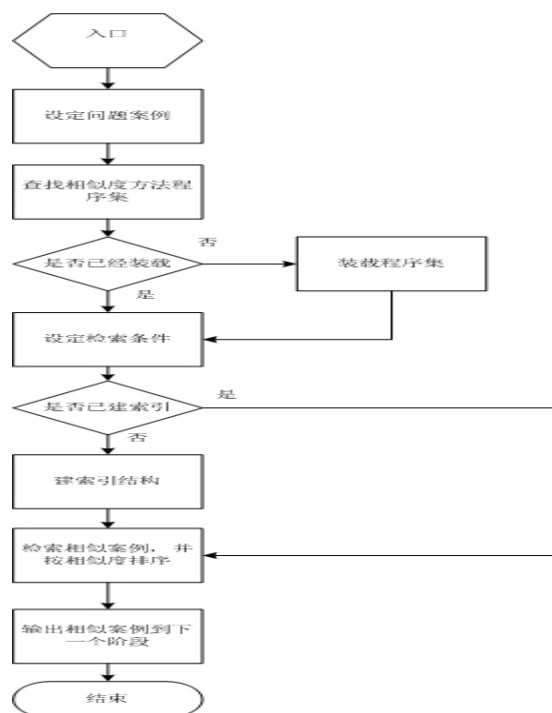 入口
设定问题案例
查找相似度方法程
序集
否
是否已经装载
装载程序集
是
设定检索条件
是
是否已建索引
否
建索引结构
检索相似案例，并
按相似度排序
输出相似案例到下
一个阶段
结束